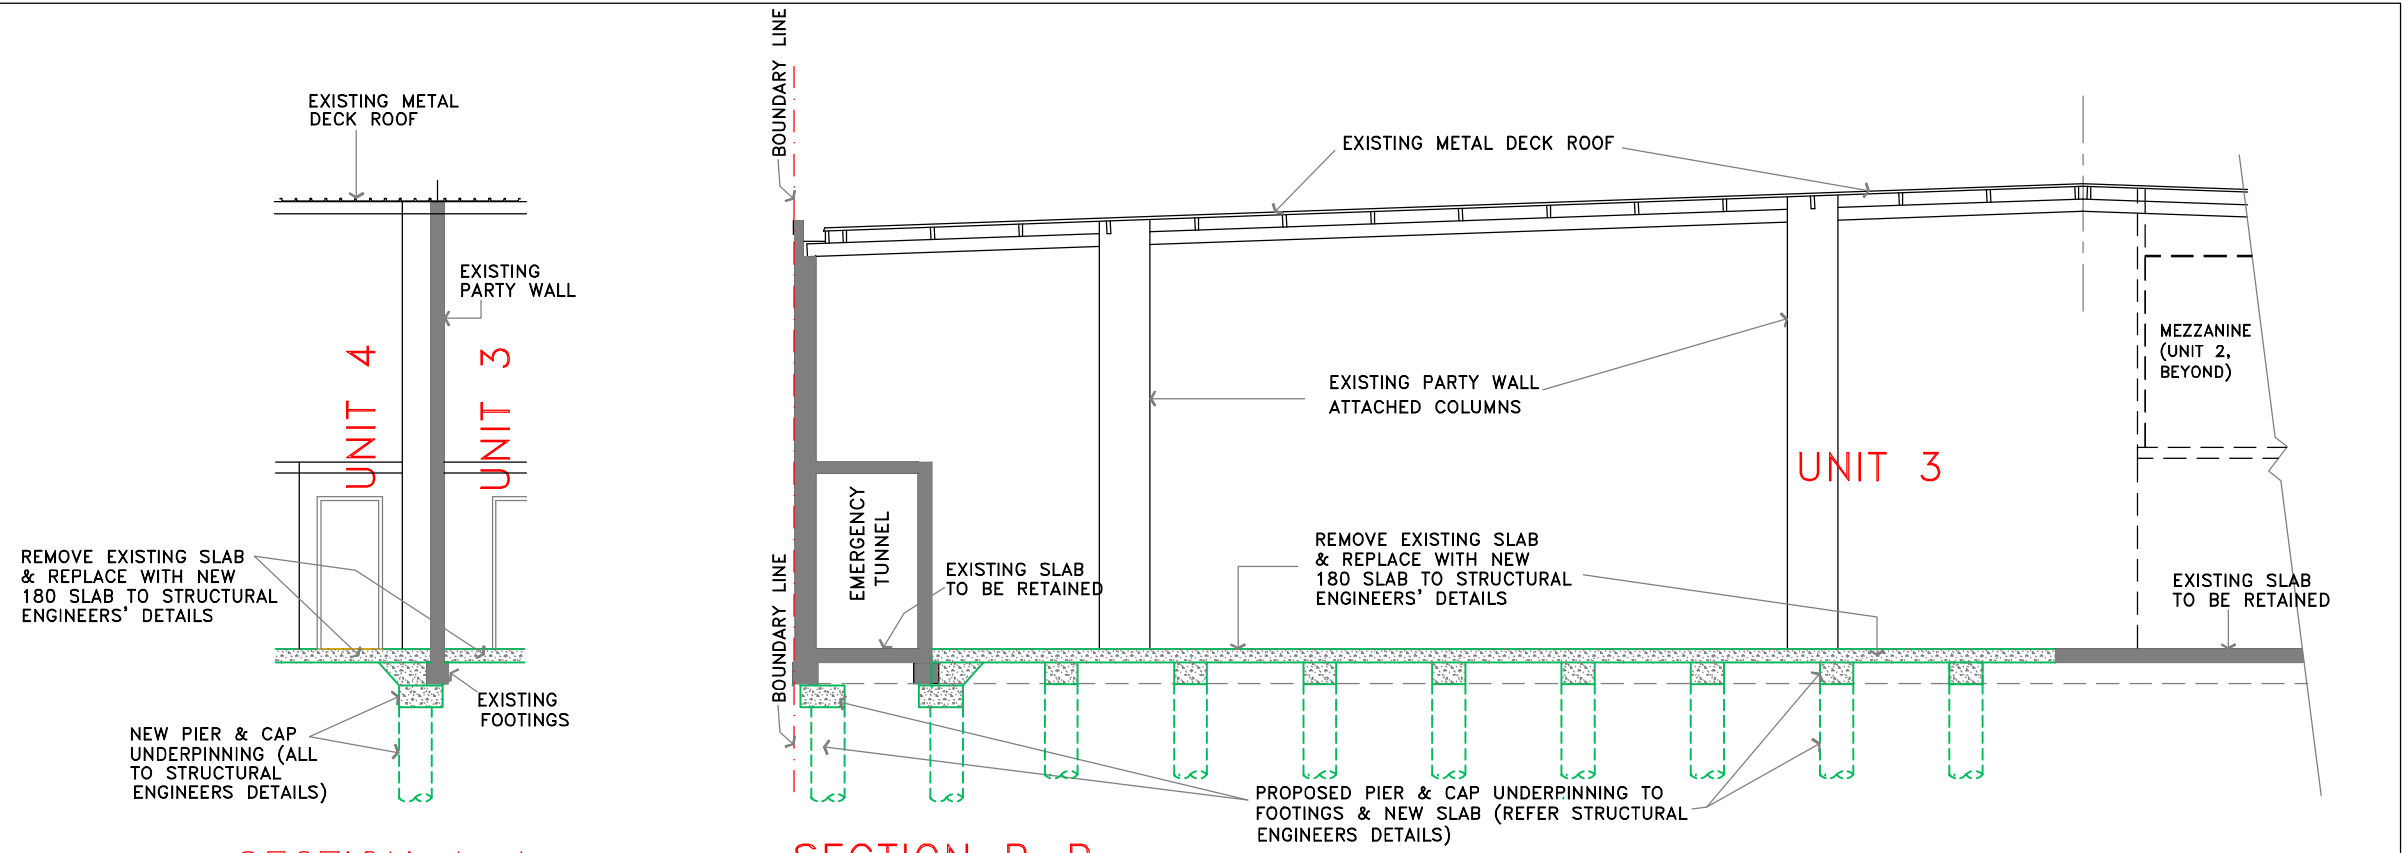 EXISTING METAL
DECK ROOF
EXISTING
PARTY WALL
UNIT 4
UNIT 3
REMOVE EXISTING SLAB
& REPLACE WITH NEW
180 SLAB TO STRUCTURAL
ENGINEERS' DETAILS
EXISTING
FOOTINGS
NEW PIER & CAP
UNDERPINNING (ALL
TO STRUCTURAL
ENGINEERS DETAILS)
BOUNDARY LINE
EXISTING METAL DECK ROOF
EXISTING PARTY WALL
ATTACHED COLUMNS
MEZZANINE
(UNIT 2,
BEYOND)
UNIT 3
EMERGENCY
TUNNEL
BOUNDARY LINE
EXISTING SLAB
TO BE RETAINED
REMOVE EXISTING SLAB
& REPLACE WITH NEW
180 SLAB TO STRUCTURAL
ENGINEERS' DETAILS
EXISTING SLAB
TO BE RETAINED
PROPOSED PIER & CAP UNDERPINNING TO
FOOTINGS & NEW SLAB (REFER STRUCTURAL
ENGINEERS DETAILS)
SECTION
SECTION